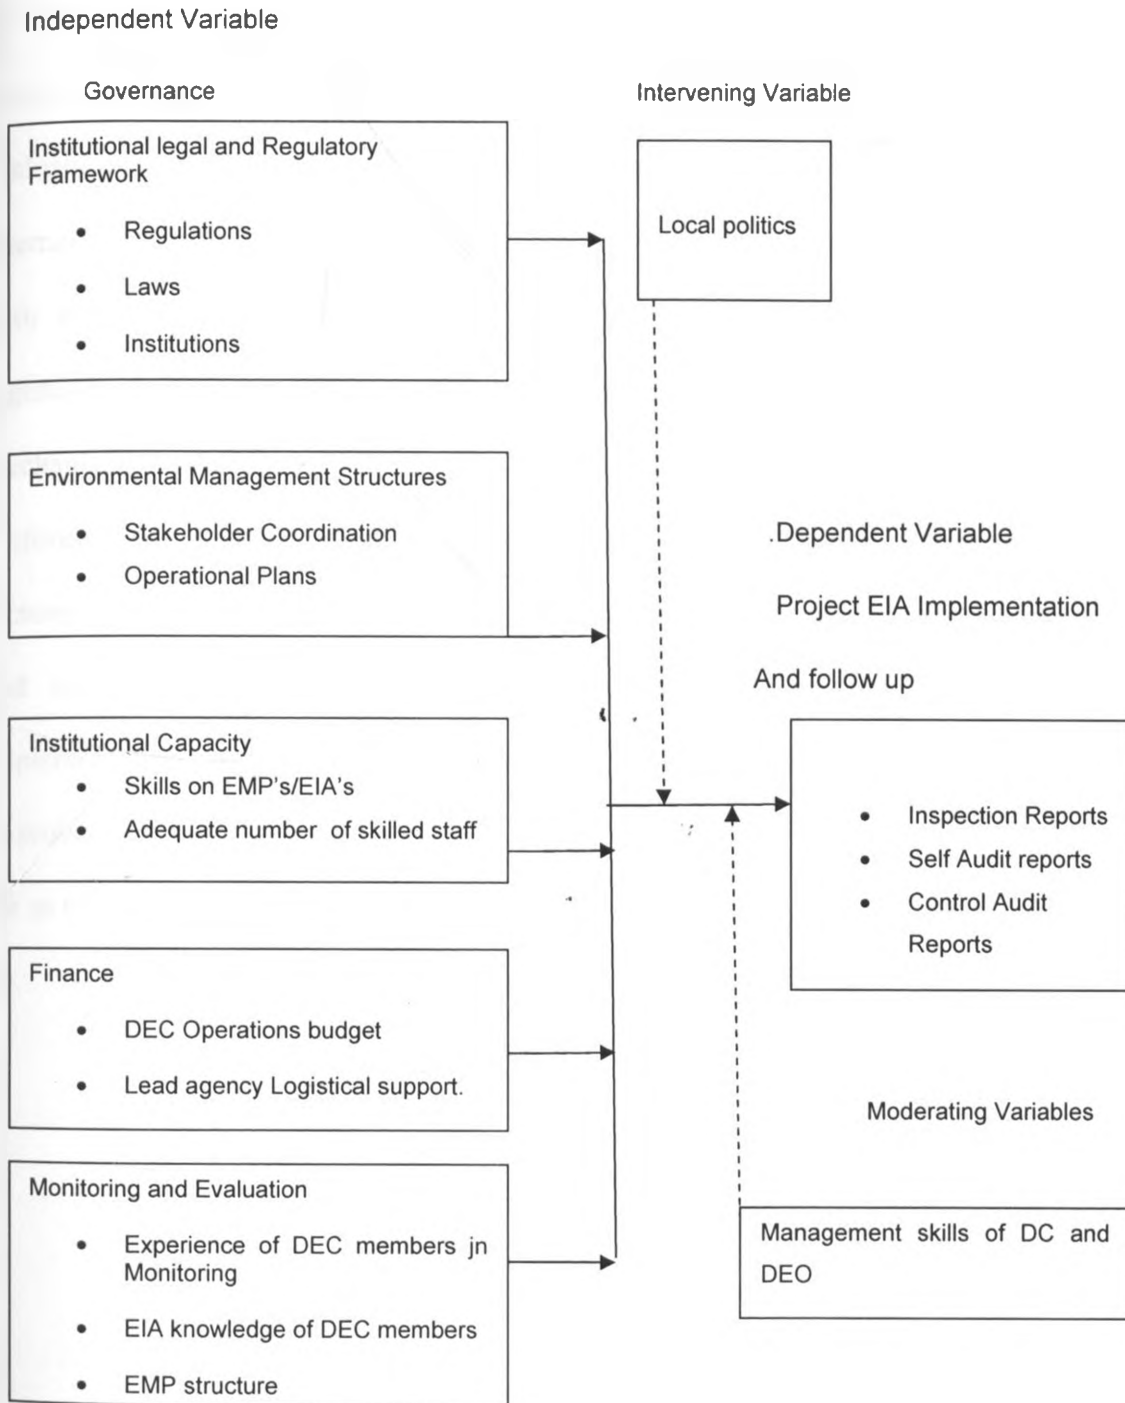 Independent Variable
Governance
Institutional legal and Regulatory
Framework
• Regulations
• Laws
• Institutions
Environmental Management Structures
• Stakeholder Coordination
• Operational Plans
Institutional Capacity
• Skills on EMP's/EIA's
• Adequate number of skilled staff
Finance
• DEC Operations budget
• Lead agency Logistical support.
Monitoring and Evaluation
• Experience of DEC members jn
Monitoring
• EIA knowledge of DEC members
• EMP structure
Intervening Variable
Local politics
.Dependent Variable
Project EIA Implementation
And follow up
• Inspection Reports
• Self Audit reports
• Control Audit
Reports
Moderating Variables
Management skills of DC and
DEO